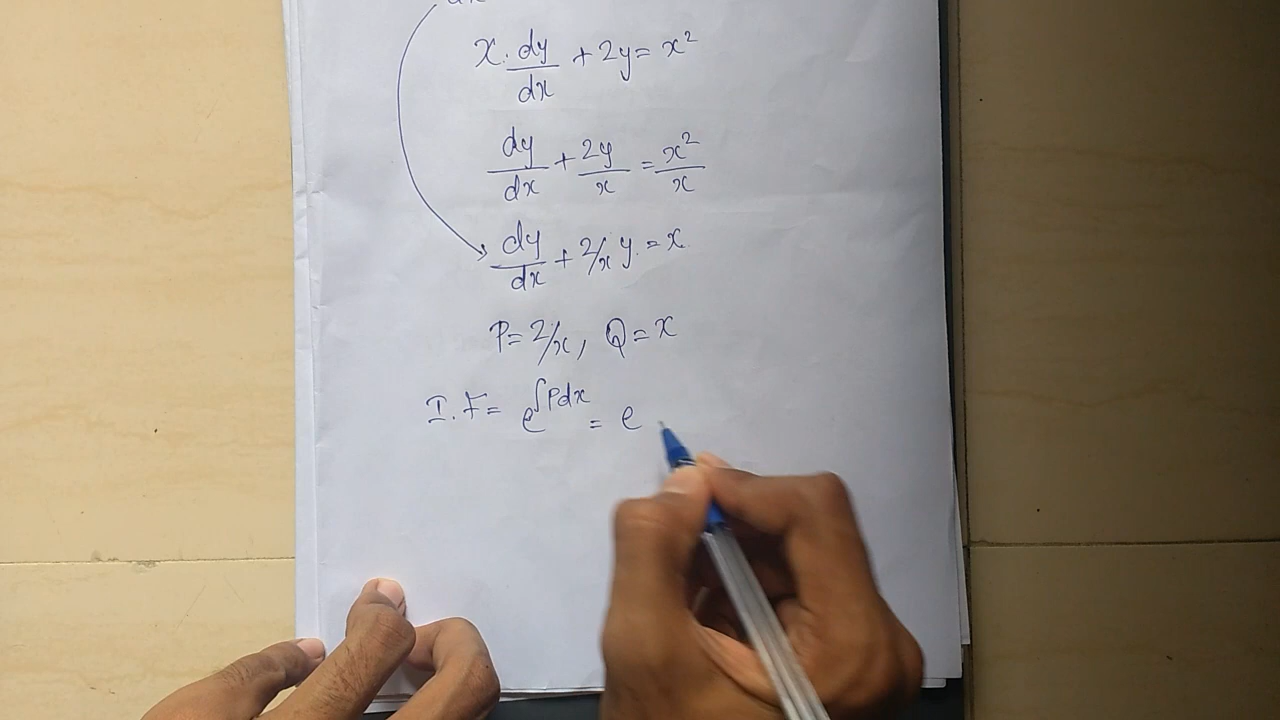 x · dy/dx + 2y = x²
dy/dx + 2y/x = x²/x
dy/dx + 2/x y = x
P = 2/x, Q = x
I.F = e^∫Pdx = e